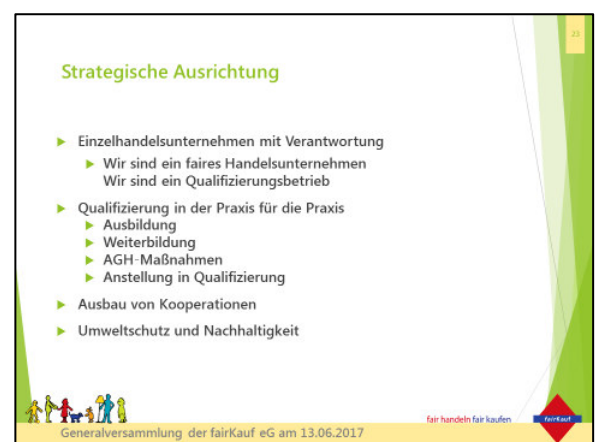 23
Strategische Ausrichtung
Einzelhandelsunternehmen mit Verantwortung
Wir sind ein faires Handelsunternehmen
Wir sind ein Qualifizierungsbetrieb
Qualifizierung in der Praxis für die Praxis
Ausbildung
Weiterbildung
AGH-Maßnahmen
Anstellung in Qualifizierung
Ausbau von Kooperationen
Umweltschutz und Nachhaltigkeit
fair handeln fair kaufen
fairKauf
Generalversammlung der fairKauf eG am 13.06.2017